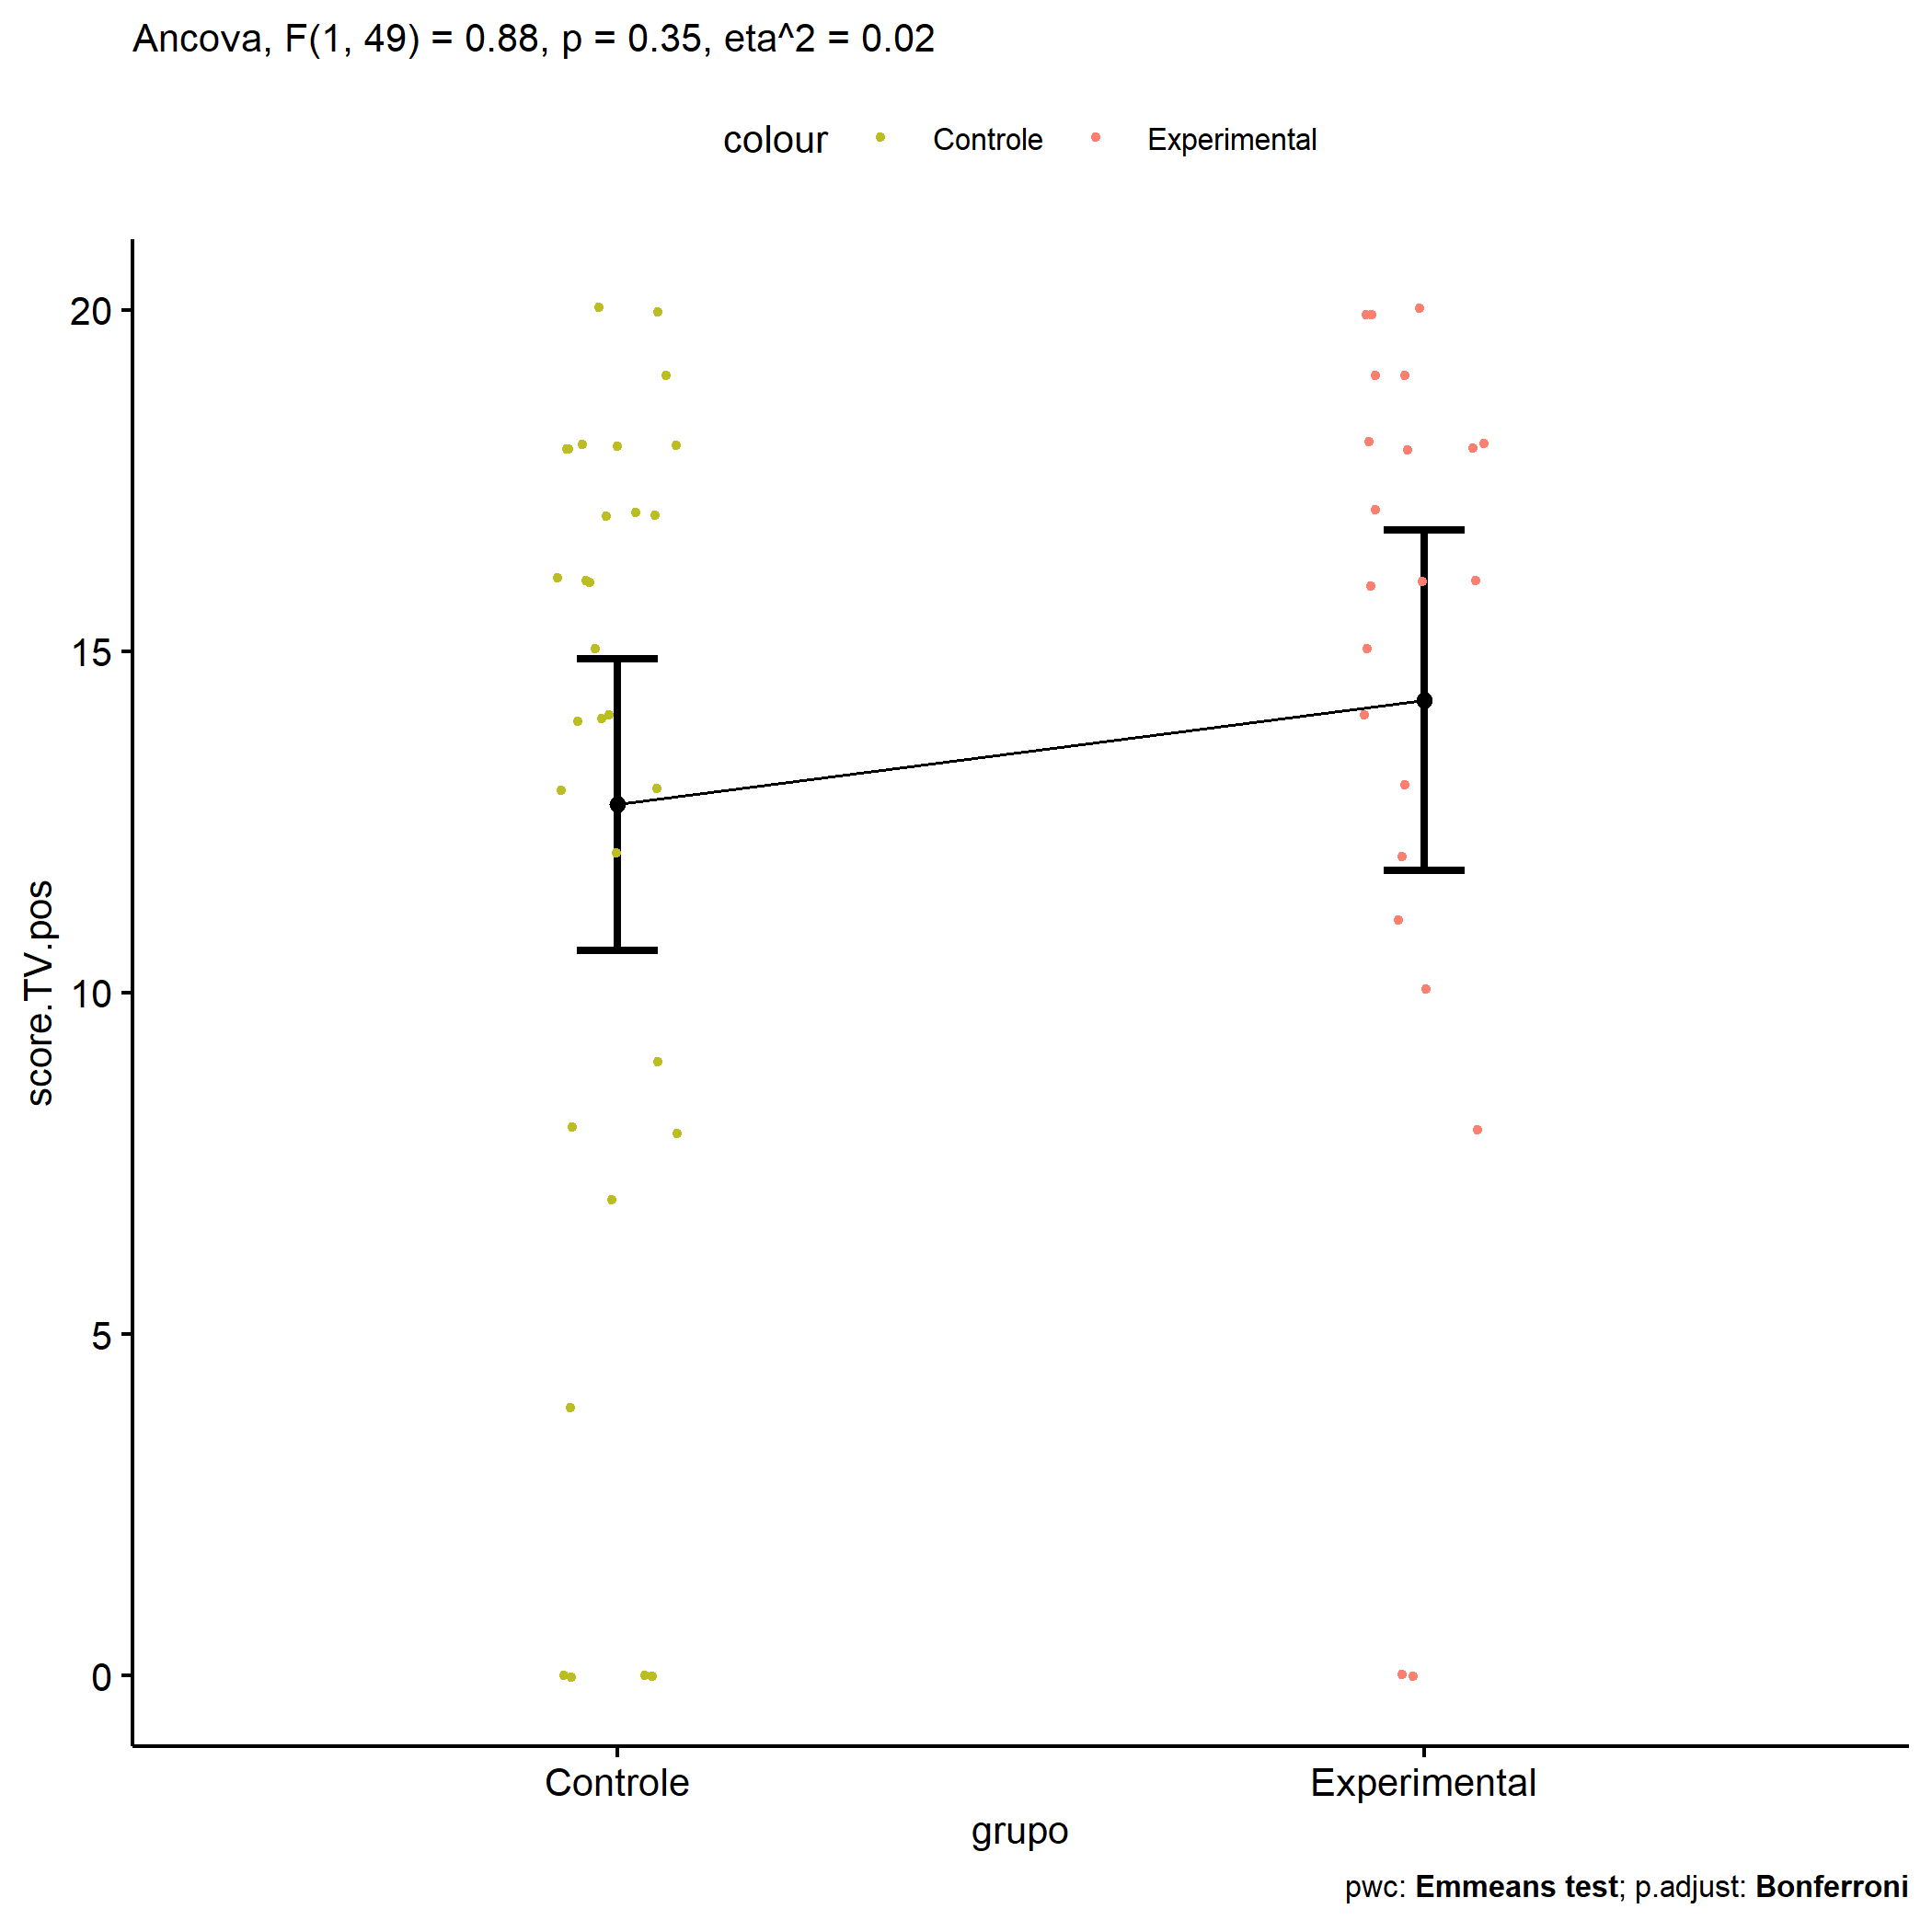 Ancova, F(1, 49) = 0.88, p = 0.35, eta^2 = 0.02
colour Controle Experimental
score.TV.pos
20
15
10
5
0
Controle Experimental
grupo
pwc: Emmeans test; p.adjust: Bonferroni